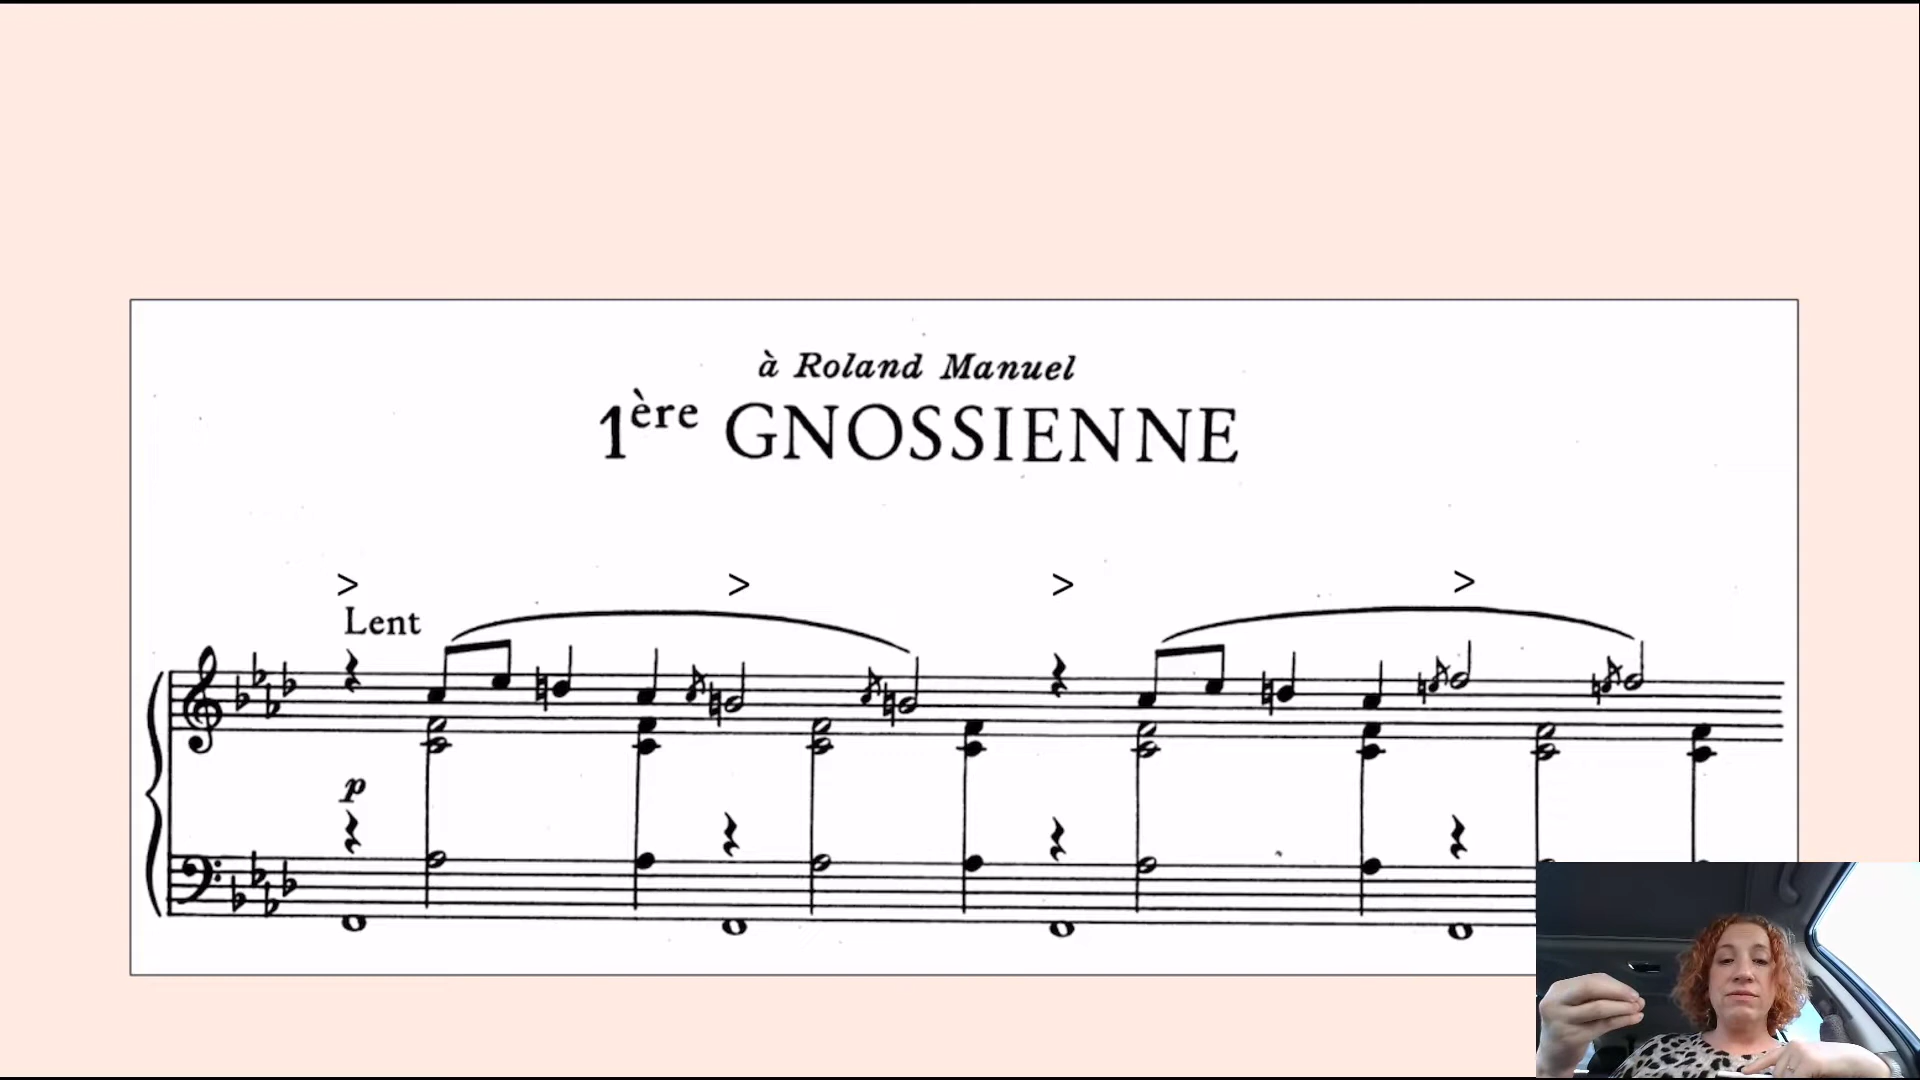 à Roland Manuel
1ère GNOSSIENNE
> > > >
Lent
p